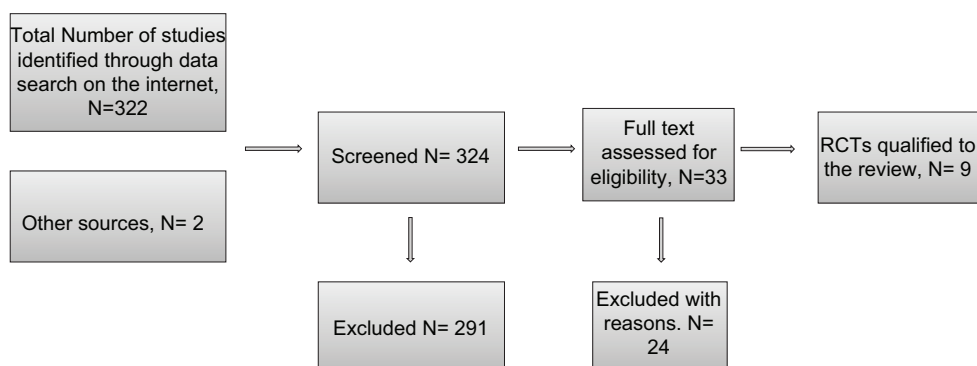 Total Number of studies
identified through data
search on the internet,
N=322
Other sources, N= 2
Screened N= 324
Excluded N= 291
Full text
assessed for
eligibility, N=33
Excluded with
reasons. N=
24
RCTs qualified to
the review, N= 9